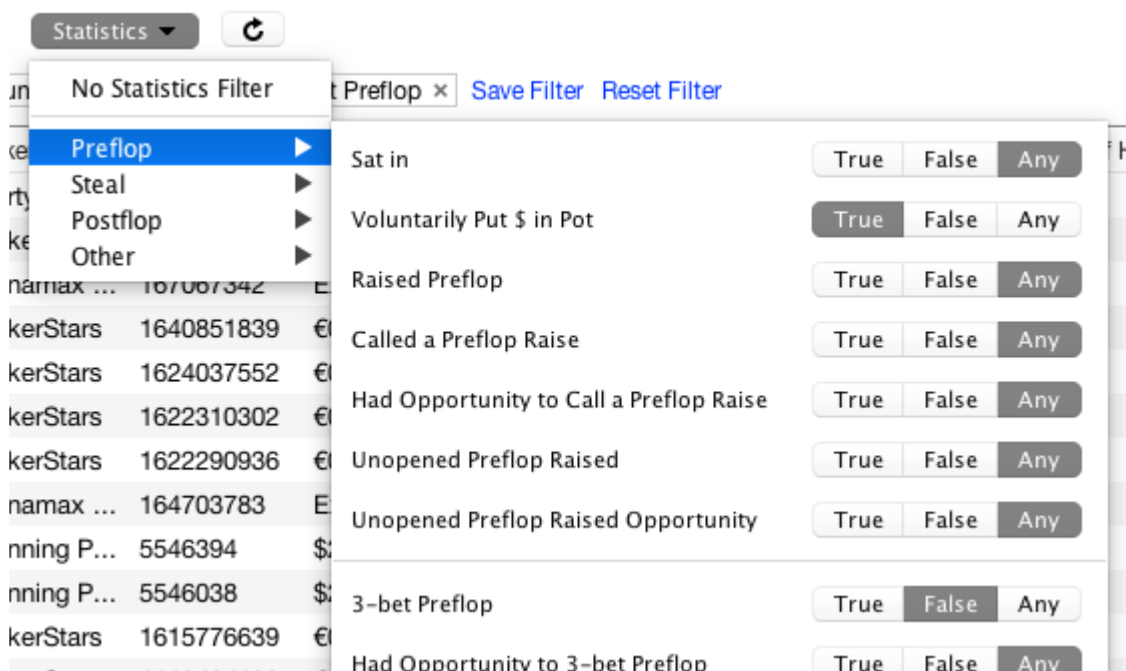 Statistics
No Statistics Filter
t Preflop × Save Filter Reset Filter
Preflop
Steal
Postflop
Other
Sat in True False Any
Voluntarily Put $ in Pot True False Any
Raised Preflop True False Any
Called a Preflop Raise True False Any
Had Opportunity to Call a Preflop Raise True False Any
Unopened Preflop Raised True False Any
Unopened Preflop Raised Opportunity True False Any
3-bet Preflop True False Any
Had Opportunity to 3-bet Preflop True False Any
namax ... 167067342
kerStars 1640851839
kerStars 1624037552
kerStars 1622310302
kerStars 1622290936
namax ... 164703783
nning P... 5546394
nning P... 5546038
kerStars 1615776639